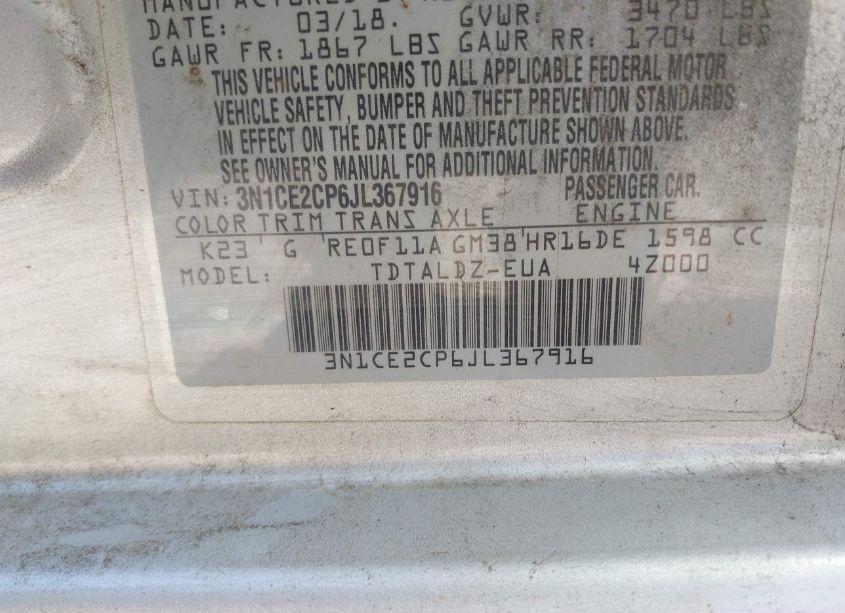 DATE: 03/18. GVWR: 3470 LBS
GAWR FR: 1867 LBS GAWR RR: 1704 LBS
THIS VEHICLE CONFORMS TO ALL APPLICABLE FEDERAL MOTOR
VEHICLE SAFETY, BUMPER AND THEFT PREVENTION STANDARDS
IN EFFECT ON THE DATE OF MANUFACTURE SHOWN ABOVE.
SEE OWNER'S MANUAL FOR ADDITIONAL INFORMATION.
VIN: 3N1CE2CP6JL367916 PASSENGER CAR.
COLOR TRIM TRANS AXLE ENGINE
K23 G RE0F11A GM38 HR16DE 1598 CC
MODEL: TDTALDZ-EUA 4Z000
3N1CE2CP6JL367916